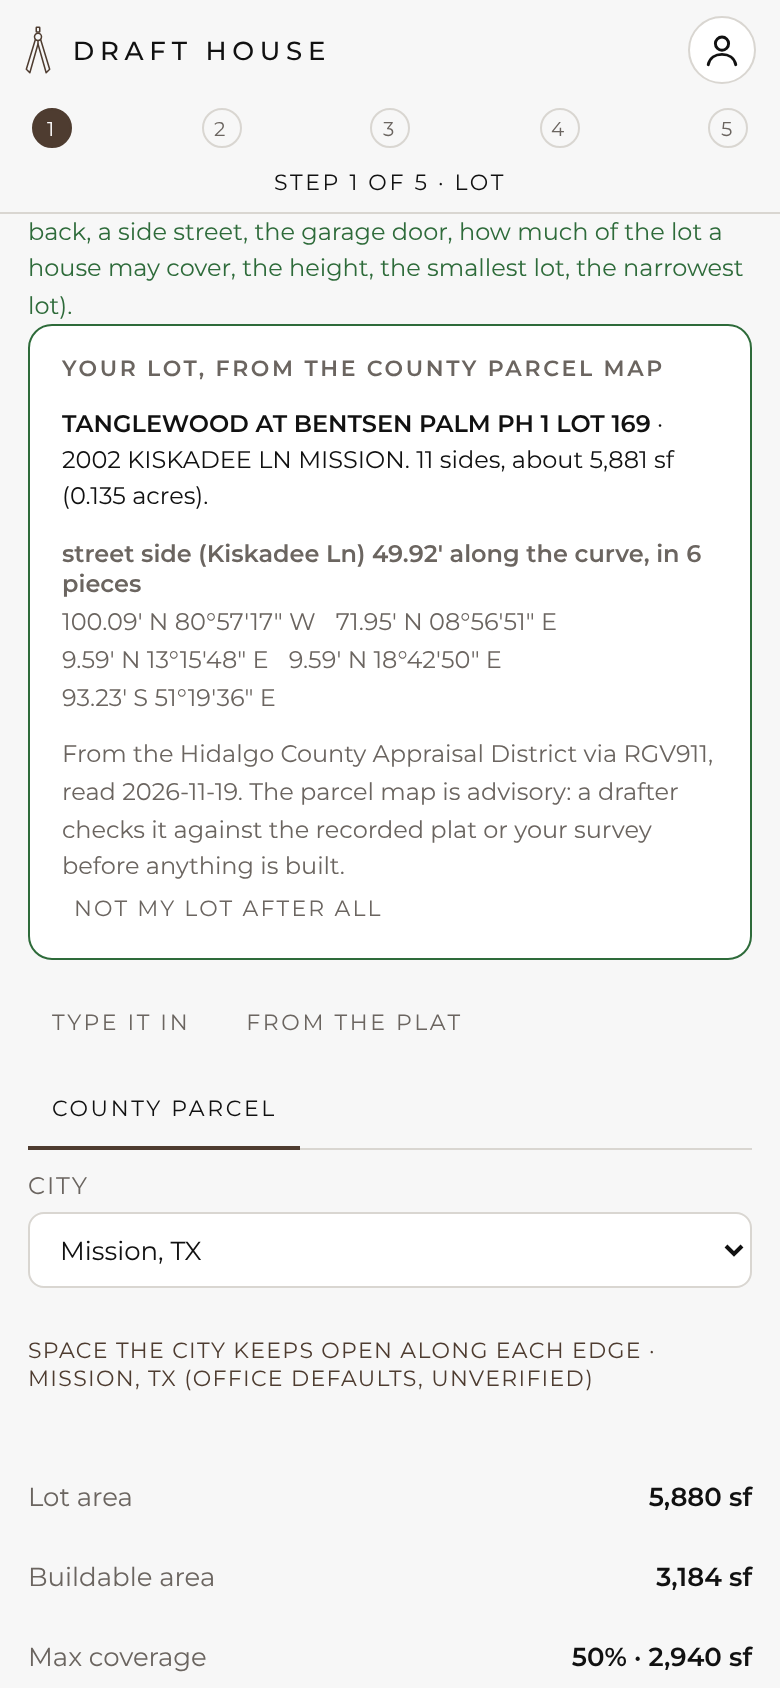 DRAFT HOUSE
1 2 3 4 5
STEP 1 OF 5 · LOT
back, a side street, the garage door, how much of the lot a
house may cover, the height, the smallest lot, the narrowest
lot).
YOUR LOT, FROM THE COUNTY PARCEL MAP
TANGLEWOOD AT BENTSEN PALM PH 1 LOT 169 ·
2002 KISKADEE LN MISSION. 11 sides, about 5,881 sf
(0.135 acres).
street side (Kiskadee Ln) 49.92' along the curve, in 6
pieces
100.09' N 80°57'17" W 71.95' N 08°56'51" E
9.59' N 13°15'48" E 9.59' N 18°42'50" E
93.23' S 51°19'36" E
From the Hidalgo County Appraisal District via RGV911,
read 2026-11-19. The parcel map is advisory: a drafter
checks it against the recorded plat or your survey
before anything is built.
NOT MY LOT AFTER ALL
TYPE IT IN FROM THE PLAT
COUNTY PARCEL
CITY
Mission, TX
SPACE THE CITY KEEPS OPEN ALONG EACH EDGE ·
MISSION, TX (OFFICE DEFAULTS, UNVERIFIED)
Lot area 5,880 sf
Buildable area 3,184 sf
Max coverage 50% · 2,940 sf